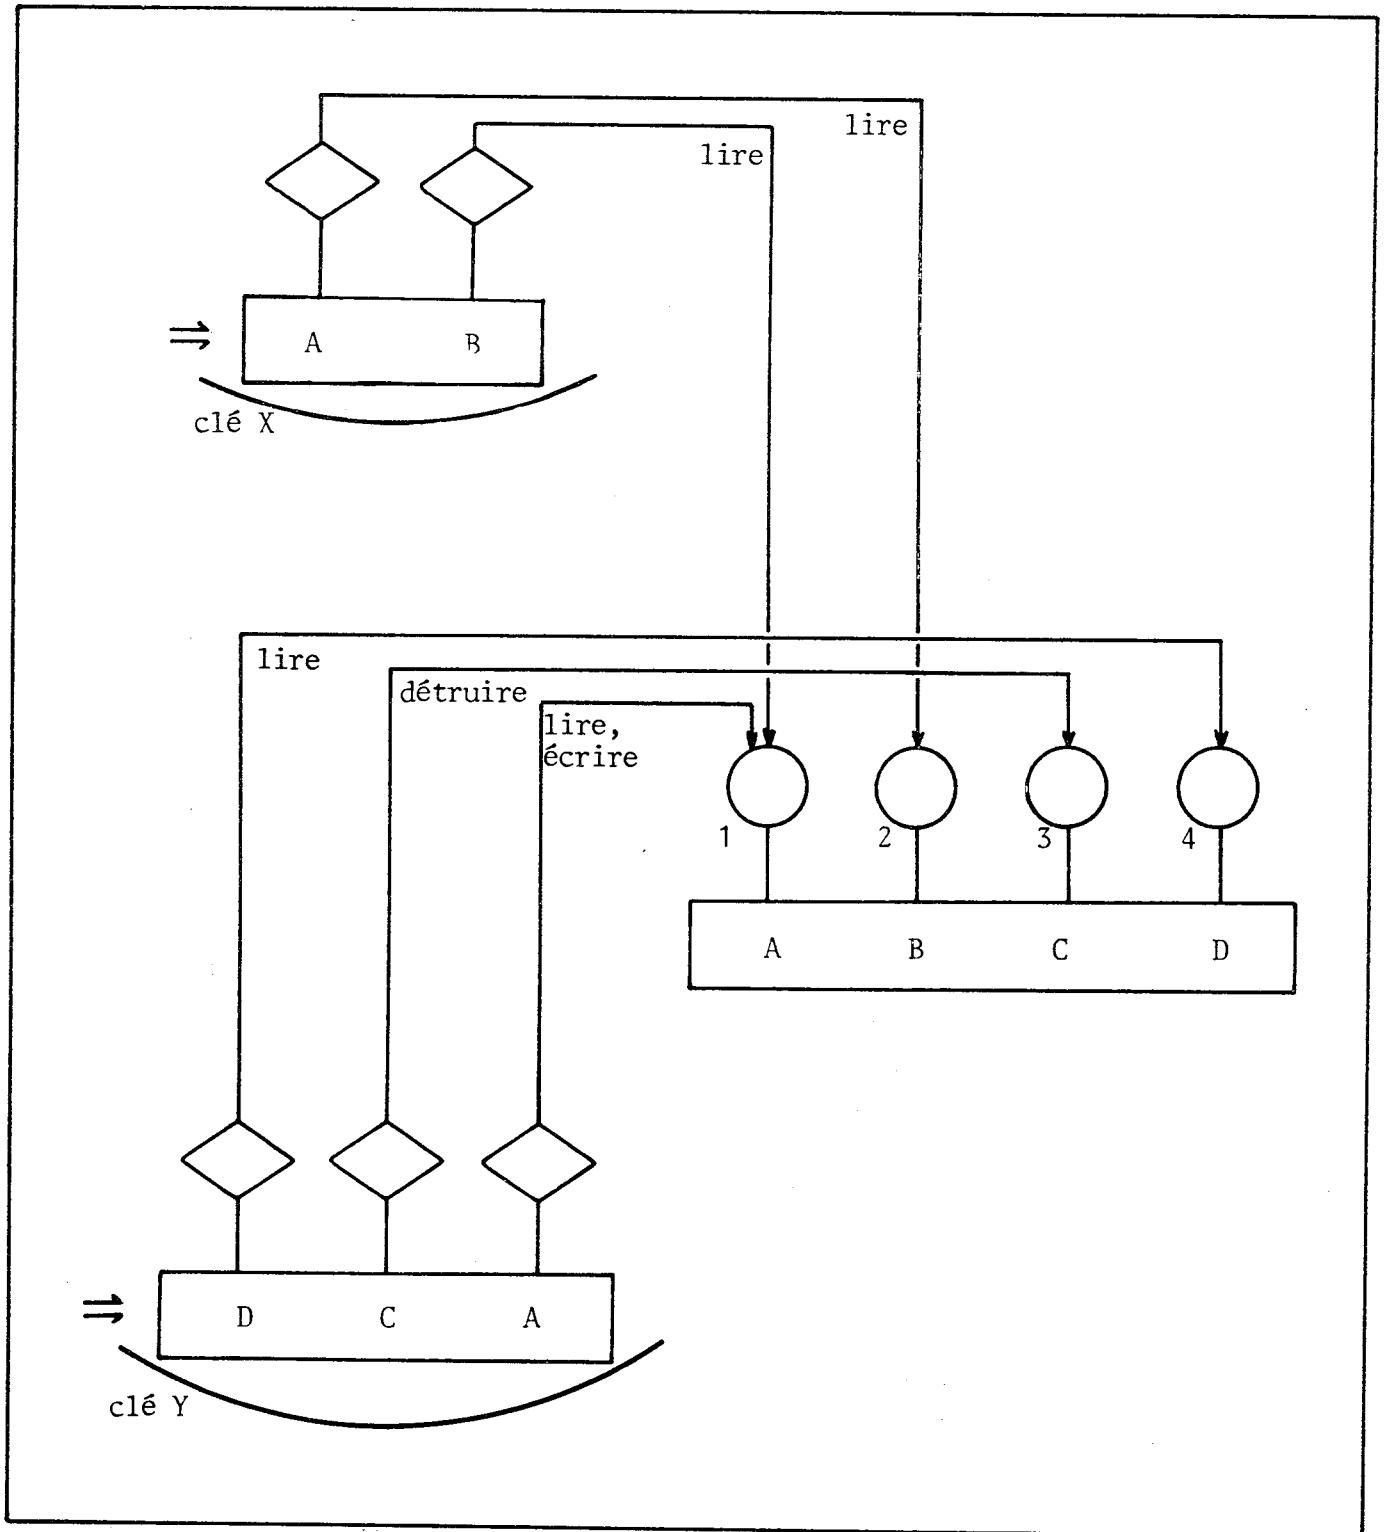 lire
lire
A B
clé X
lire
détruire
lire,
écrire
1 2 3 4
A B C D
D C A
clé Y